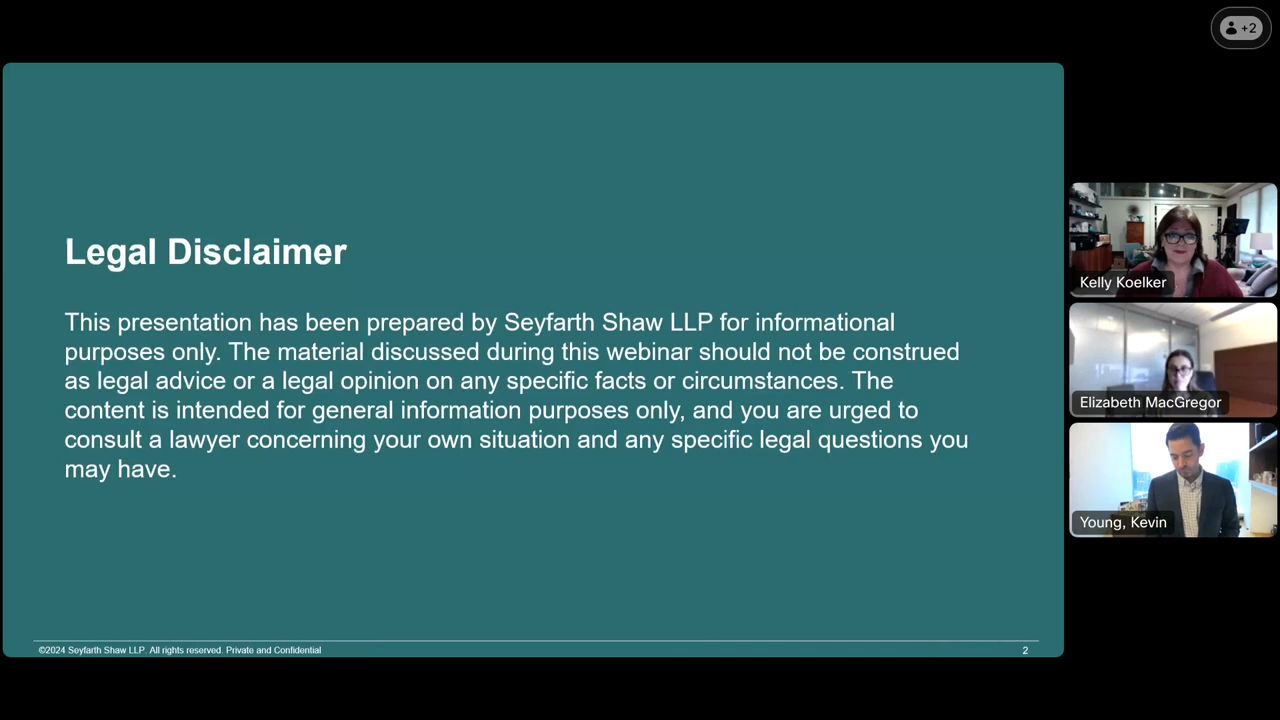 +2
Legal Disclaimer
This presentation has been prepared by Seyfarth Shaw LLP for informational
purposes only. The material discussed during this webinar should not be construed
as legal advice or a legal opinion on any specific facts or circumstances. The
content is intended for general information purposes only, and you are urged to
consult a lawyer concerning your own situation and any specific legal questions you
may have.
©2024 Seyfarth Shaw LLP. All rights reserved. Private and Confidential
2
Kelly Koelker
Elizabeth MacGregor
Young, Kevin